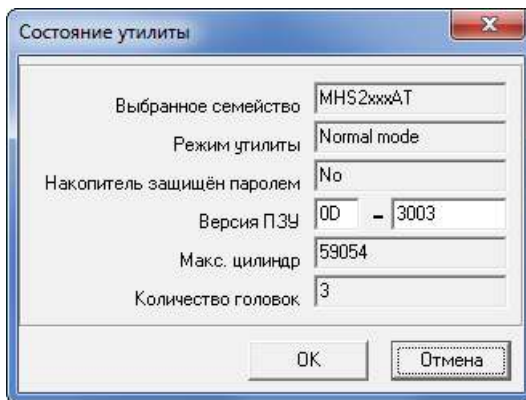 Состояние утилиты
Выбранное семейство MHS2xxxAT
Режим утилиты Normal mode
Накопитель защищён паролем No
Версия ПЗУ 0D - 3003
Макс. цилиндр 59054
Количество головок 3
OK Отмена